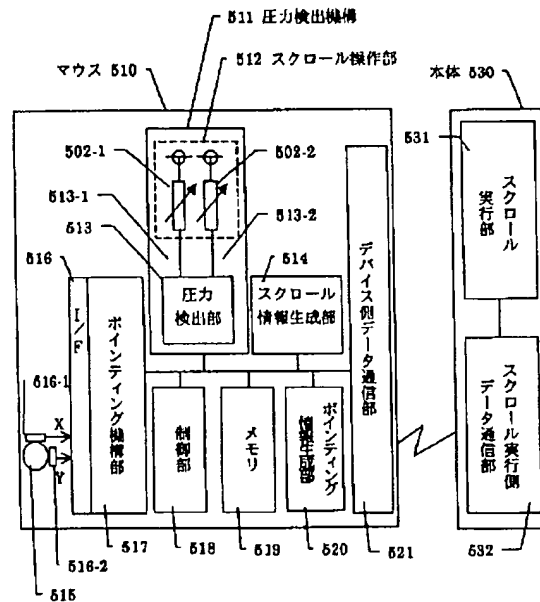 511 圧力検出機構
512 スクロール操作部
マウス 510
本体 530
531
502-1
502-2
513-1
513-2
513
514
516
圧力
検出部
スクロール
情報生成部
スクロール
実行部
デバイス側データ通信部
I/F
ポインティング機構部
516-1
X
Y
制御部
メモリ
ポインティング
情報生成部
スクロール実行側
データ通信部
517
518
519
520
521
532
516-2
515